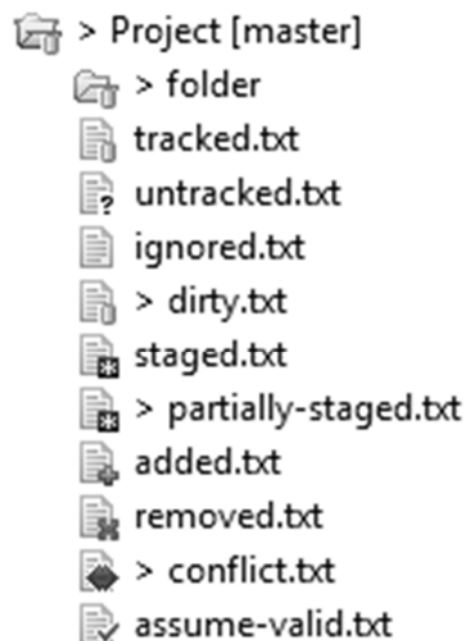 > Project [master]
> folder
tracked.txt
untracked.txt
ignored.txt
> dirty.txt
staged.txt
> partially-staged.txt
added.txt
removed.txt
> conflict.txt
assume-valid.txt